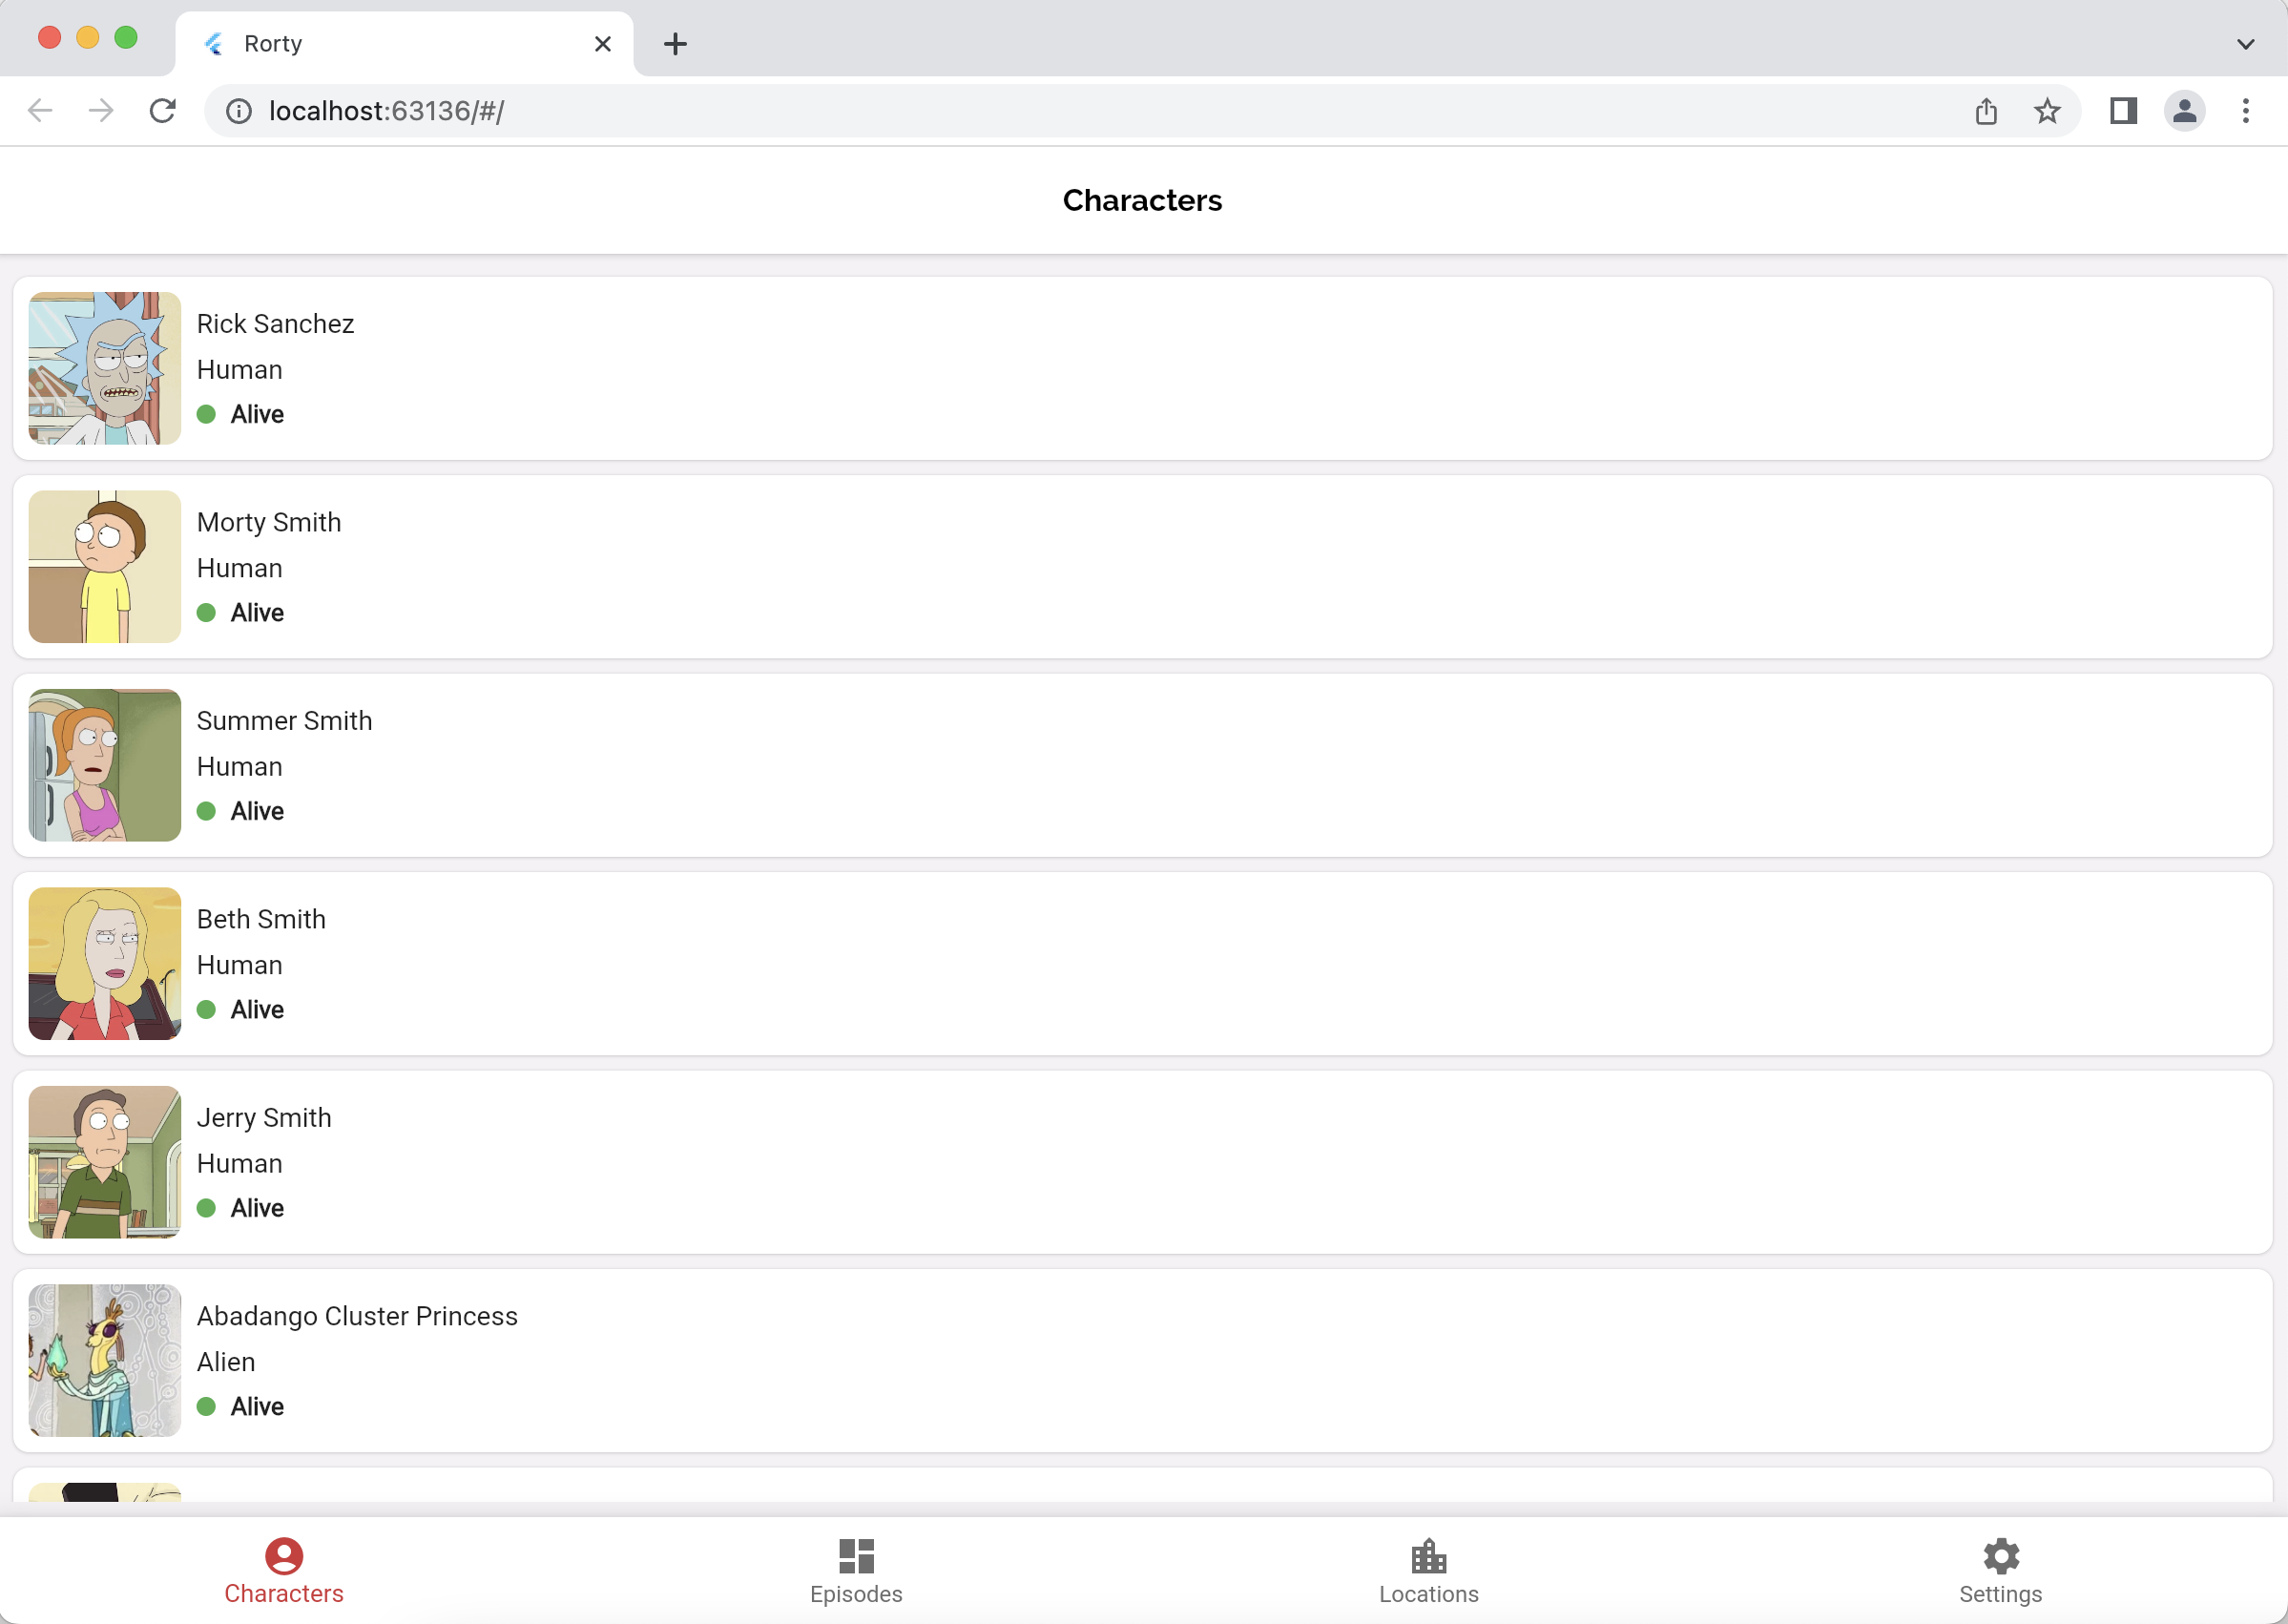 Rorty
localhost:63136/#/
Characters
Rick Sanchez
Human
Alive
Morty Smith
Human
Alive
Summer Smith
Human
Alive
Beth Smith
Human
Alive
Jerry Smith
Human
Alive
Abadango Cluster Princess
Alien
Alive
Characters
Episodes
Locations
Settings